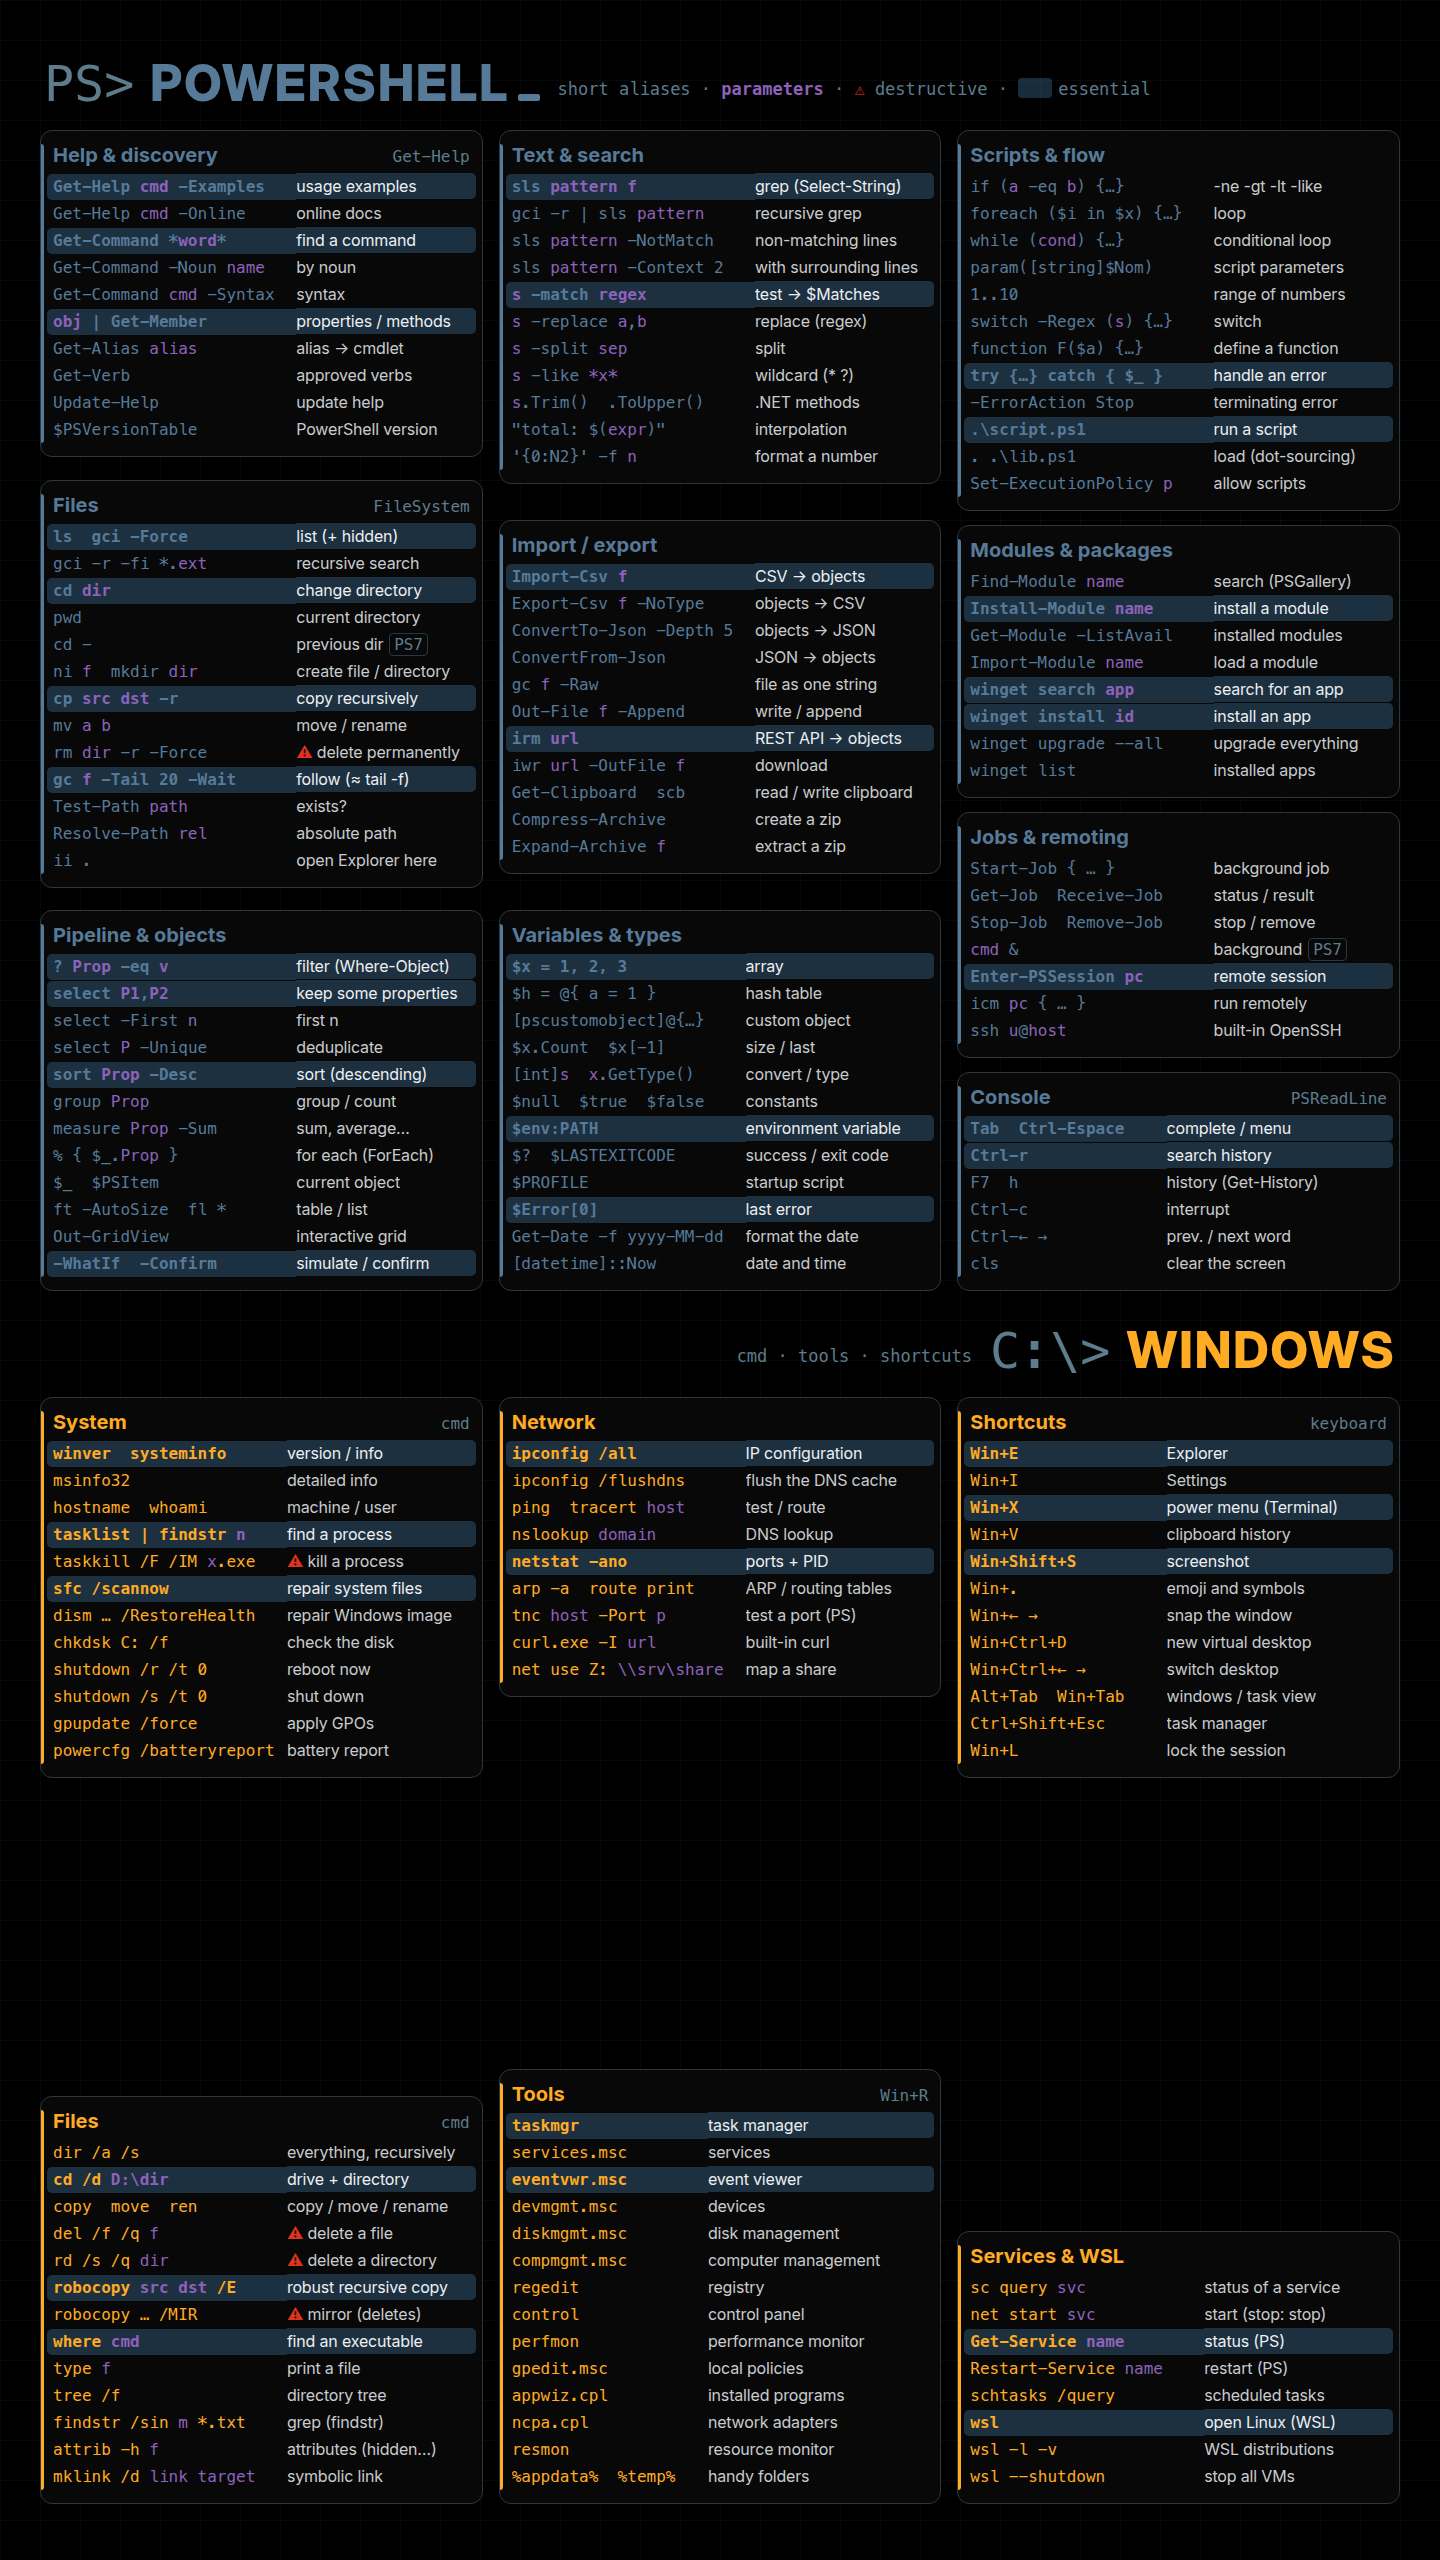 PS> POWERSHELL_ short aliases · parameters · ⚠ destructive · essential
Help & discovery Get-Help
Get-Help cmd -Examples usage examples
Get-Help cmd -Online online docs
Get-Command *word* find a command
Get-Command -Noun name by noun
Get-Command cmd -Syntax syntax
obj | Get-Member properties / methods
Get-Alias alias alias → cmdlet
Get-Verb approved verbs
Update-Help update help
$PSVersionTable PowerShell version
Files FileSystem
ls gci -Force list (+ hidden)
gci -r -fi *.ext recursive search
cd dir change directory
pwd current directory
cd - previous dir PS7
ni f mkdir dir create file / directory
cp src dst -r copy recursively
mv a b move / rename
rm dir -r -Force ⚠ delete permanently
gc f -Tail 20 -Wait follow (≈ tail -f)
Test-Path path exists?
Resolve-Path rel absolute path
ii . open Explorer here
Pipeline & objects
? Prop -eq v filter (Where-Object)
select P1,P2 keep some properties
select -First n first n
select P -Unique deduplicate
sort Prop -Desc sort (descending)
group Prop group / count
measure Prop -Sum sum, average…
% { $_.Prop } for each (ForEach)
$_ $PSItem current object
ft -AutoSize fl * table / list
Out-GridView interactive grid
-WhatIf -Confirm simulate / confirm
Text & search
sls pattern f grep (Select-String)
gci -r | sls pattern recursive grep
sls pattern -NotMatch non-matching lines
sls pattern -Context 2 with surrounding lines
s -match regex test → $Matches
s -replace a,b replace (regex)
s -split sep split
s -like *x* wildcard (* ?)
s.Trim() .ToUpper() .NET methods
"total: $(expr)" interpolation
'{0:N2}' -f n format a number
Import / export
Import-Csv f CSV → objects
Export-Csv f -NoType objects → CSV
ConvertTo-Json -Depth 5 objects → JSON
ConvertFrom-Json JSON → objects
gc f -Raw file as one string
Out-File f -Append write / append
irm url REST API → objects
iwr url -OutFile f download
Get-Clipboard scb read / write clipboard
Compress-Archive create a zip
Expand-Archive f extract a zip
Variables & types
$x = 1, 2, 3 array
$h = @{ a = 1 } hash table
[pscustomobject]@{…} custom object
$x.Count $x[-1] size / last
[int]s x.GetType() convert / type
$null $true $false constants
$env:PATH environment variable
$? $LASTEXITCODE success / exit code
$PROFILE startup script
$Error[0] last error
Get-Date -f yyyy-MM-dd format the date
[datetime]::Now date and time
Scripts & flow
if (a -eq b) {…} -ne -gt -lt -like
foreach ($i in $x) {…} loop
while (cond) {…} conditional loop
param([string]$Nom) script parameters
1..10 range of numbers
switch -Regex (s) {…} switch
function F($a) {…} define a function
try {…} catch { $_ } handle an error
-ErrorAction Stop terminating error
.\script.ps1 run a script
. .\lib.ps1 load (dot-sourcing)
Set-ExecutionPolicy p allow scripts
Modules & packages
Find-Module name search (PSGallery)
Install-Module name install a module
Get-Module -ListAvail installed modules
Import-Module name load a module
winget search app search for an app
winget install id install an app
winget upgrade --all upgrade everything
winget list installed apps
Jobs & remoting
Start-Job { … } background job
Get-Job Receive-Job status / result
Stop-Job Remove-Job stop / remove
cmd & background PS7
Enter-PSSession pc remote session
icm pc { … } run remotely
ssh u@host built-in OpenSSH
Console PSReadLine
Tab Ctrl-Espace complete / menu
Ctrl-r search history
F7 h history (Get-History)
Ctrl-c interrupt
Ctrl-← → prev. / next word
cls clear the screen
cmd · tools · shortcuts C:\> WINDOWS
System cmd
winver systeminfo version / info
msinfo32 detailed info
hostname whoami machine / user
tasklist | findstr n find a process
taskkill /F /IM x.exe ⚠ kill a process
sfc /scannow repair system files
dism … /RestoreHealth repair Windows image
chkdsk C: /f check the disk
shutdown /r /t 0 reboot now
shutdown /s /t 0 shut down
gpupdate /force apply GPOs
powercfg /batteryreport battery report
Network
ipconfig /all IP configuration
ipconfig /flushdns flush the DNS cache
ping tracert host test / route
nslookup domain DNS lookup
netstat -ano ports + PID
arp -a route print ARP / routing tables
tnc host -Port p test a port (PS)
curl.exe -I url built-in curl
net use Z: \\srv\share map a share
Shortcuts keyboard
Win+E Explorer
Win+I Settings
Win+X power menu (Terminal)
Win+V clipboard history
Win+Shift+S screenshot
Win+. emoji and symbols
Win+← → snap the window
Win+Ctrl+D new virtual desktop
Win+Ctrl+← → switch desktop
Alt+Tab Win+Tab windows / task view
Ctrl+Shift+Esc task manager
Win+L lock the session
Files cmd
dir /a /s everything, recursively
cd /d D:\dir drive + directory
copy move ren copy / move / rename
del /f /q f ⚠ delete a file
rd /s /q dir ⚠ delete a directory
robocopy src dst /E robust recursive copy
robocopy … /MIR ⚠ mirror (deletes)
where cmd find an executable
type f print a file
tree /f directory tree
findstr /sin m *.txt grep (findstr)
attrib -h f attributes (hidden…)
mklink /d link target symbolic link
Tools Win+R
taskmgr task manager
services.msc services
eventvwr.msc event viewer
devmgmt.msc devices
diskmgmt.msc disk management
compmgmt.msc computer management
regedit registry
control control panel
perfmon performance monitor
gpedit.msc local policies
appwiz.cpl installed programs
ncpa.cpl network adapters
resmon resource monitor
%appdata% %temp% handy folders
Services & WSL
sc query svc status of a service
net start svc start (stop: stop)
Get-Service name status (PS)
Restart-Service name restart (PS)
schtasks /query scheduled tasks
wsl open Linux (WSL)
wsl -l -v WSL distributions
wsl --shutdown stop all VMs